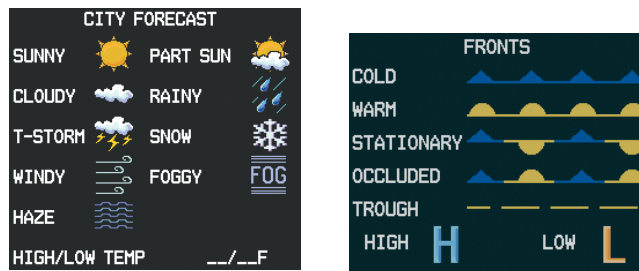 CITY FORECAST
SUNNY PART SUN
CLOUDY RAINY
T-STORM SNOW
WINDY FOGGY FOG
HAZE
HIGH/LOW TEMP __/__F
FRONTS
COLD
WARM
STATIONARY
OCCLUDED
TROUGH
HIGH H LOW L